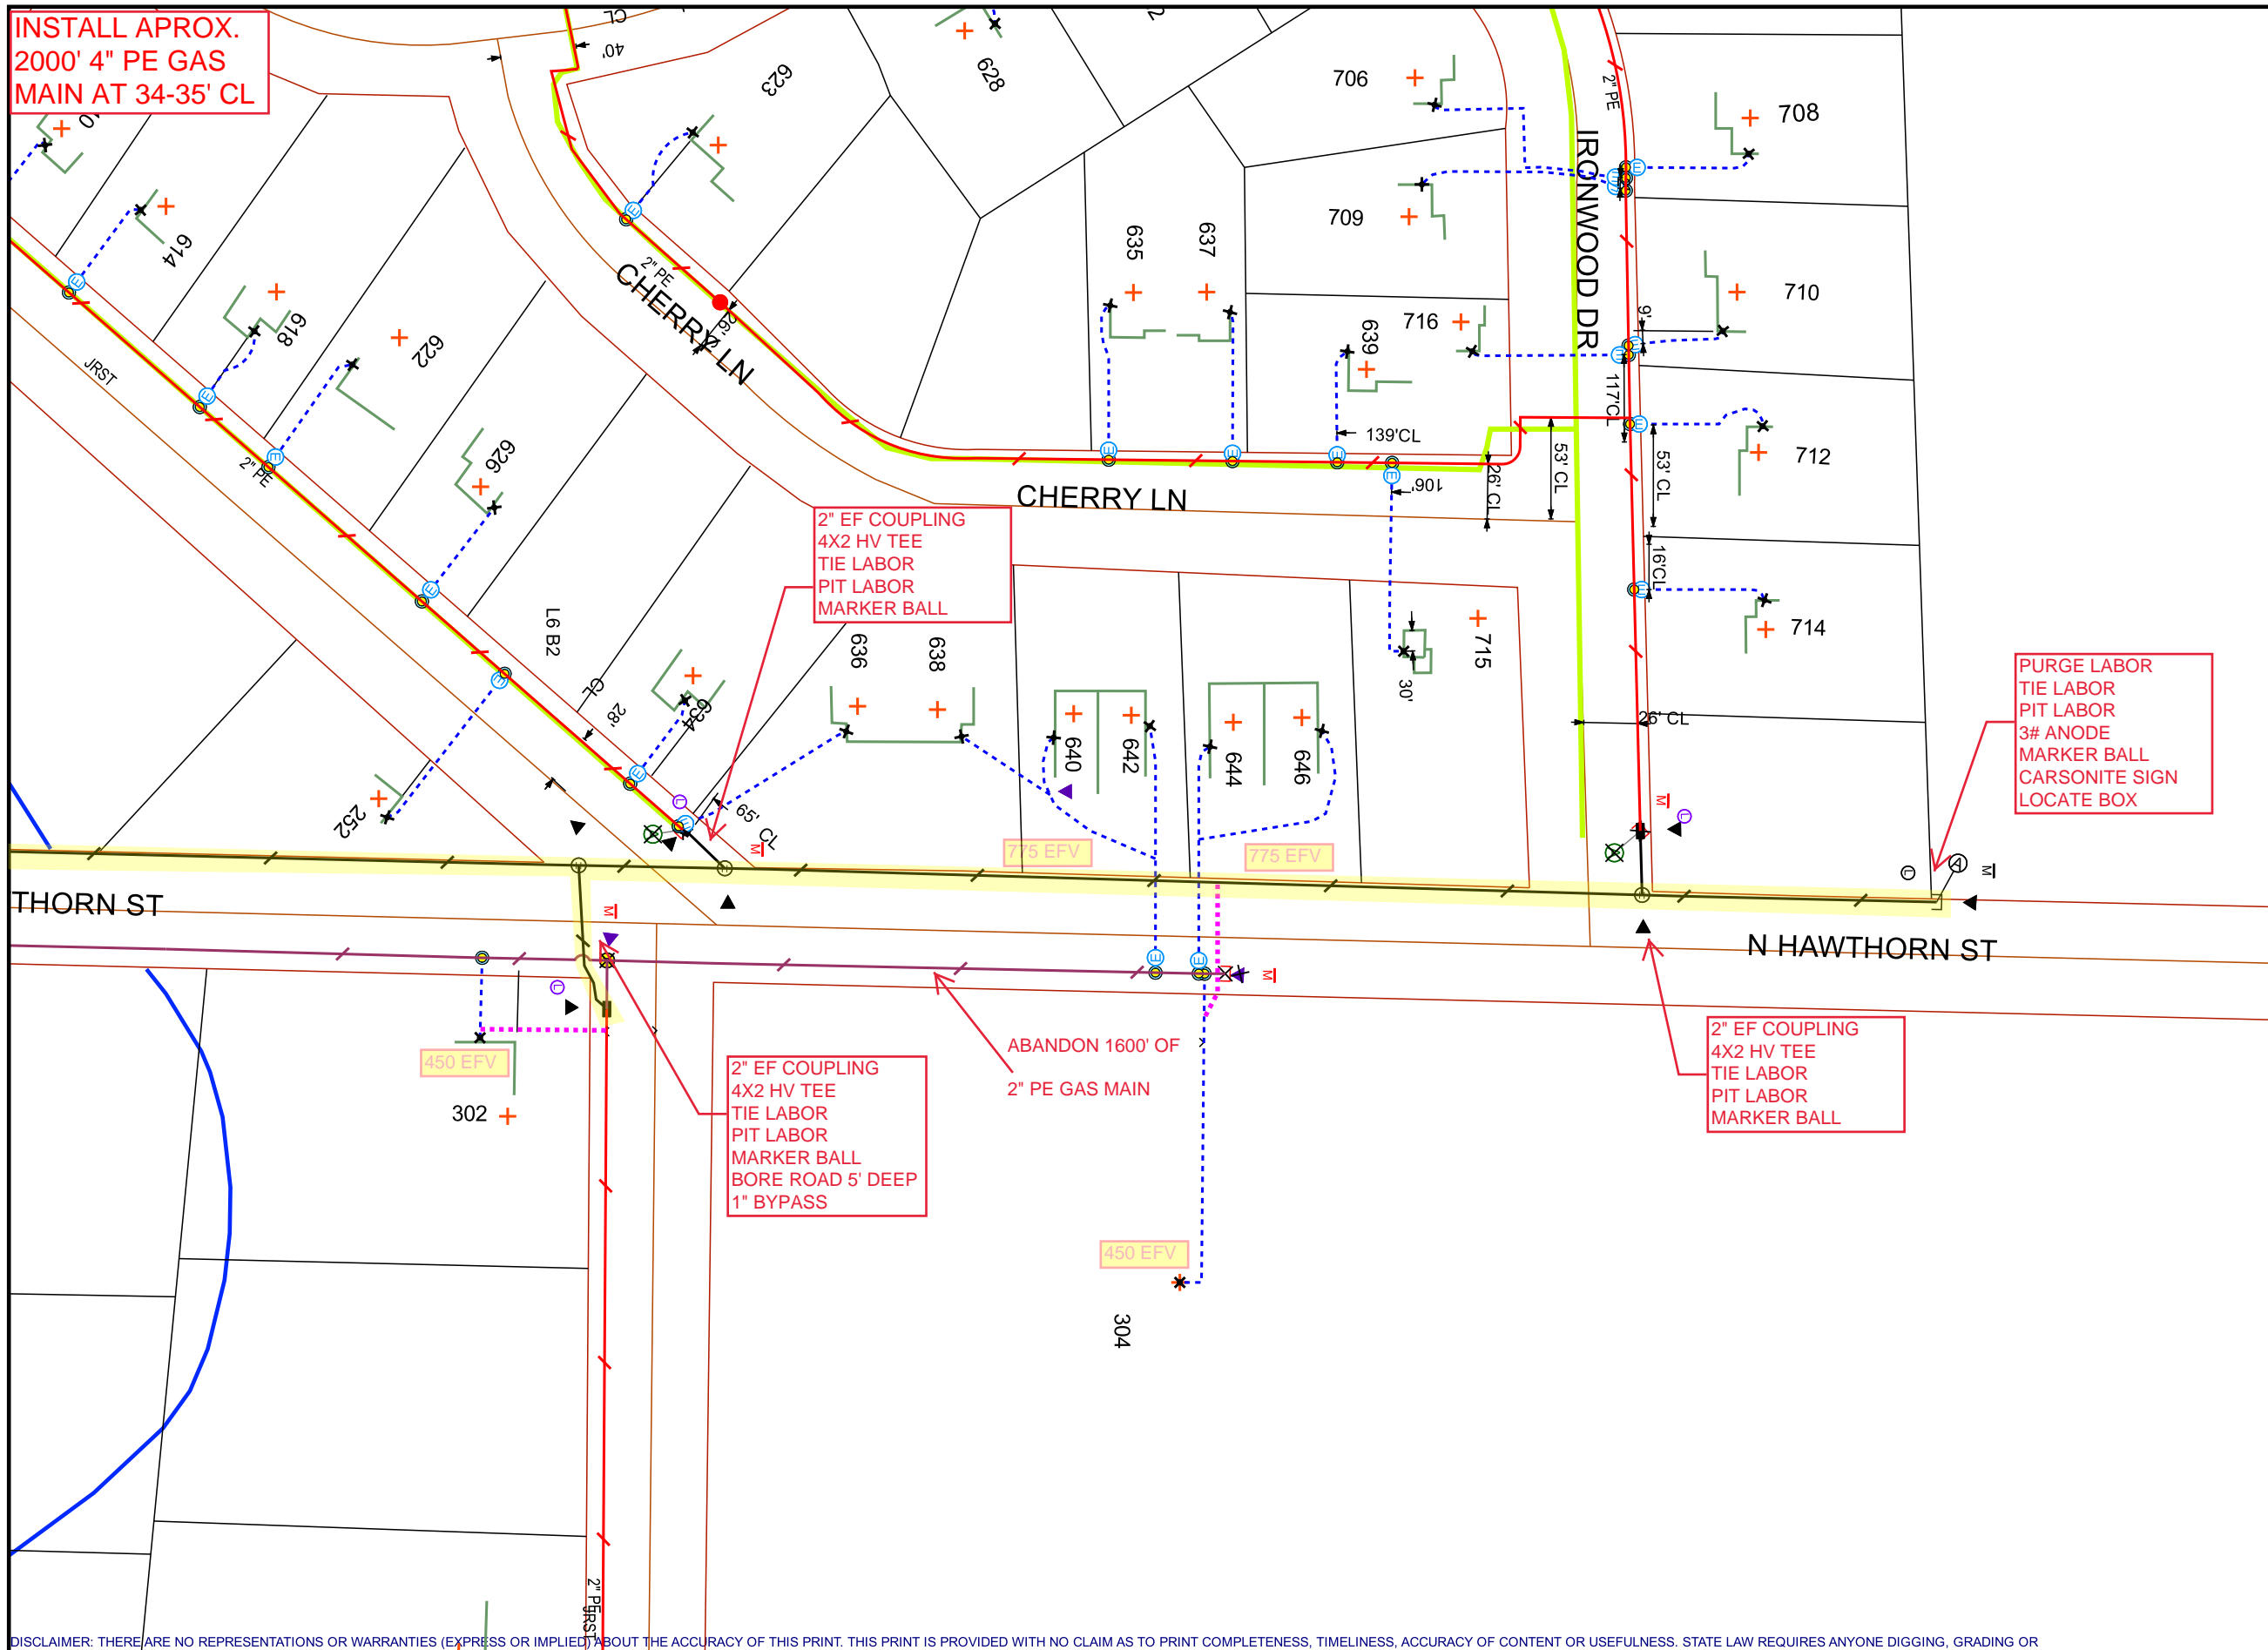 INSTALL APROX.
2000' 4" PE GAS
MAIN AT 34-35' CL
CL
40'
623
628
706
2" PE
708
614
IRONWOOD DR
709
635
637
2" PE
CHERRY LN
26'
618
622
710
9'
716
639
JRST
117'CL
139'CL
626
2" PE
53' CL
53' CL
712
26' CL
106'
CHERRY LN
2" EF COUPLING
4X2 HV TEE
TIE LABOR
PIT LABOR
MARKER BALL
16'CL
L6 B2
714
636
638
715
30'
CL
28'
634
26' CL
PURGE LABOR
TIE LABOR
PIT LABOR
3# ANODE
MARKER BALL
CARSONITE SIGN
LOCATE BOX
640
642
644
646
252
65' CL
775 EFV
775 EFV
THORN ST
N HAWTHORN ST
450 EFV
302
2" EF COUPLING
4X2 HV TEE
TIE LABOR
PIT LABOR
MARKER BALL
BORE ROAD 5' DEEP
1" BYPASS
ABANDON 1600' OF
2" PE GAS MAIN
2" EF COUPLING
4X2 HV TEE
TIE LABOR
PIT LABOR
MARKER BALL
450 EFV
304
2" PE
JRST
DISCLAIMER: THERE ARE NO REPRESENTATIONS OR WARRANTIES (EXPRESS OR IMPLIED) ABOUT THE ACCURACY OF THIS PRINT. THIS PRINT IS PROVIDED WITH NO CLAIM AS TO PRINT COMPLETENESS, TIMELINESS, ACCURACY OF CONTENT OR USEFULNESS. STATE LAW REQUIRES ANYONE DIGGING, GRADING OR